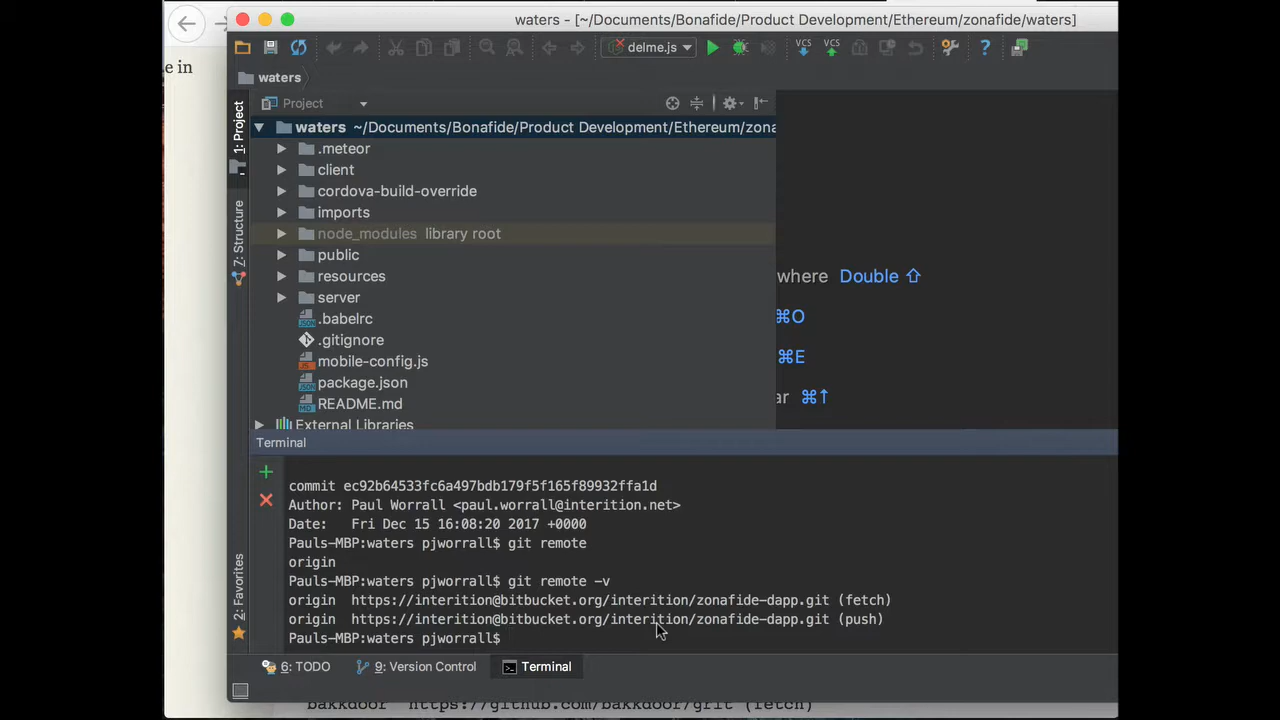 e in
waters - [~/Documents/Bonafide/Product Development/Ethereum/zonafide/waters]
delme.js
VCS VCS
waters
1: Project
Project
waters ~/Documents/Bonafide/Product Development/Ethereum/zona
.meteor
client
cordova-build-override
imports
node_modules library root
public
resources
server
.babelrc
.gitignore
mobile-config.js
package.json
README.md
External Libraries
7: Structure
where Double ⇧
⌘O
⌘E
ar ⌘↑
Terminal
commit ec92b64533fc6a497bdb179f5f165f89932ffa1d
Author: Paul Worrall <paul.worrall@interition.net>
Date: Fri Dec 15 16:08:20 2017 +0000
Pauls-MBP:waters pjworrall$ git remote
origin
Pauls-MBP:waters pjworrall$ git remote -v
origin https://interition@bitbucket.org/interition/zonafide-dapp.git (fetch)
origin https://interition@bitbucket.org/interition/zonafide-dapp.git (push)
Pauls-MBP:waters pjworrall$
2: Favorites
6: TODO
9: Version Control
Terminal
bakkdoor https://github.com/bakkdoor/grit (fetch)